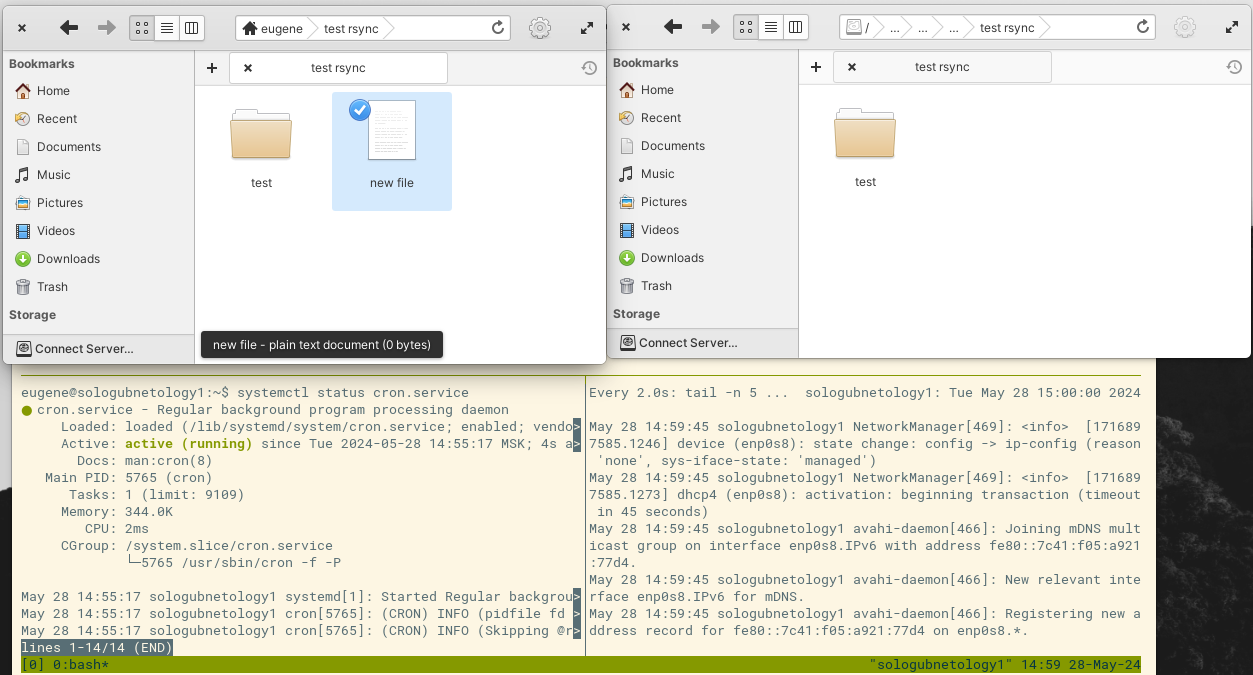 eugene
test rsync
Bookmarks
test rsync
Home
Recent
Documents
Music
Pictures
Videos
Downloads
Trash
Storage
Connect Server...
test
new file
new file - plain text document (0 bytes)
/
...
...
...
test rsync
Bookmarks
test rsync
Home
Recent
Documents
Music
Pictures
Videos
Downloads
Trash
Storage
Connect Server...
test
eugene@sologubnetology1:~$ systemctl status cron.service
● cron.service - Regular background program processing daemon
Loaded: loaded (/lib/systemd/system/cron.service; enabled; vendo>
Active: active (running) since Tue 2024-05-28 14:55:17 MSK; 4s a>
Docs: man:cron(8)
Main PID: 5765 (cron)
Tasks: 1 (limit: 9109)
Memory: 344.0K
CPU: 2ms
CGroup: /system.slice/cron.service
└─5765 /usr/sbin/cron -f -P
May 28 14:55:17 sologubnetology1 systemd[1]: Started Regular backgrou>
May 28 14:55:17 sologubnetology1 cron[5765]: (CRON) INFO (pidfile fd >
May 28 14:55:17 sologubnetology1 cron[5765]: (CRON) INFO (Skipping @r>
lines 1-14/14 (END)
Every 2.0s: tail -n 5 ...  sologubnetology1: Tue May 28 15:00:00 2024
May 28 14:59:45 sologubnetology1 NetworkManager[469]: <info>  [171689
7585.1246] device (enp0s8): state change: config -> ip-config (reason
'none', sys-iface-state: 'managed')
May 28 14:59:45 sologubnetology1 NetworkManager[469]: <info>  [171689
7585.1273] dhcp4 (enp0s8): activation: beginning transaction (timeout
in 45 seconds)
May 28 14:59:45 sologubnetology1 avahi-daemon[466]: Joining mDNS mult
icast group on interface enp0s8.IPv6 with address fe80::7c41:f05:a921
:77d4.
May 28 14:59:45 sologubnetology1 avahi-daemon[466]: New relevant inte
rface enp0s8.IPv6 for mDNS.
May 28 14:59:45 sologubnetology1 avahi-daemon[466]: Registering new a
ddress record for fe80::7c41:f05:a921:77d4 on enp0s8.*.
[0] 0:bash* "sologubnetology1" 14:59 28-May-24